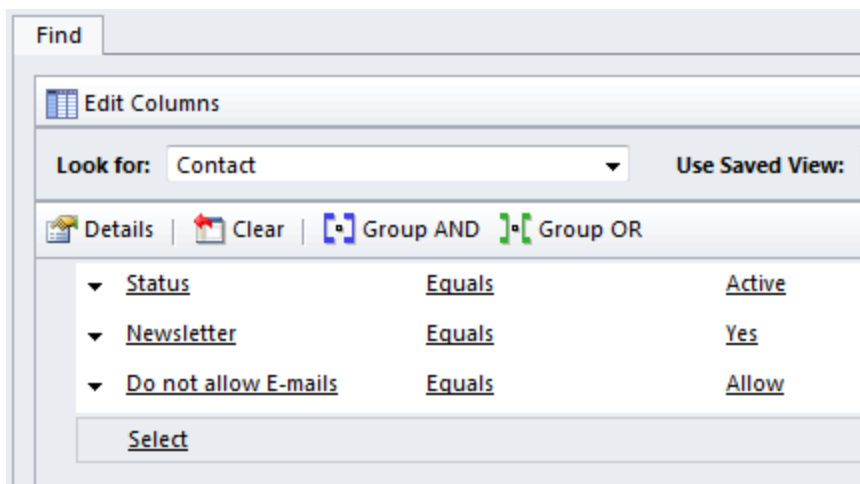 Find
Edit Columns
Look for: Contact Use Saved View:
Details | Clear | Group AND Group OR
Status Equals Active
Newsletter Equals Yes
Do not allow E-mails Equals Allow
Select